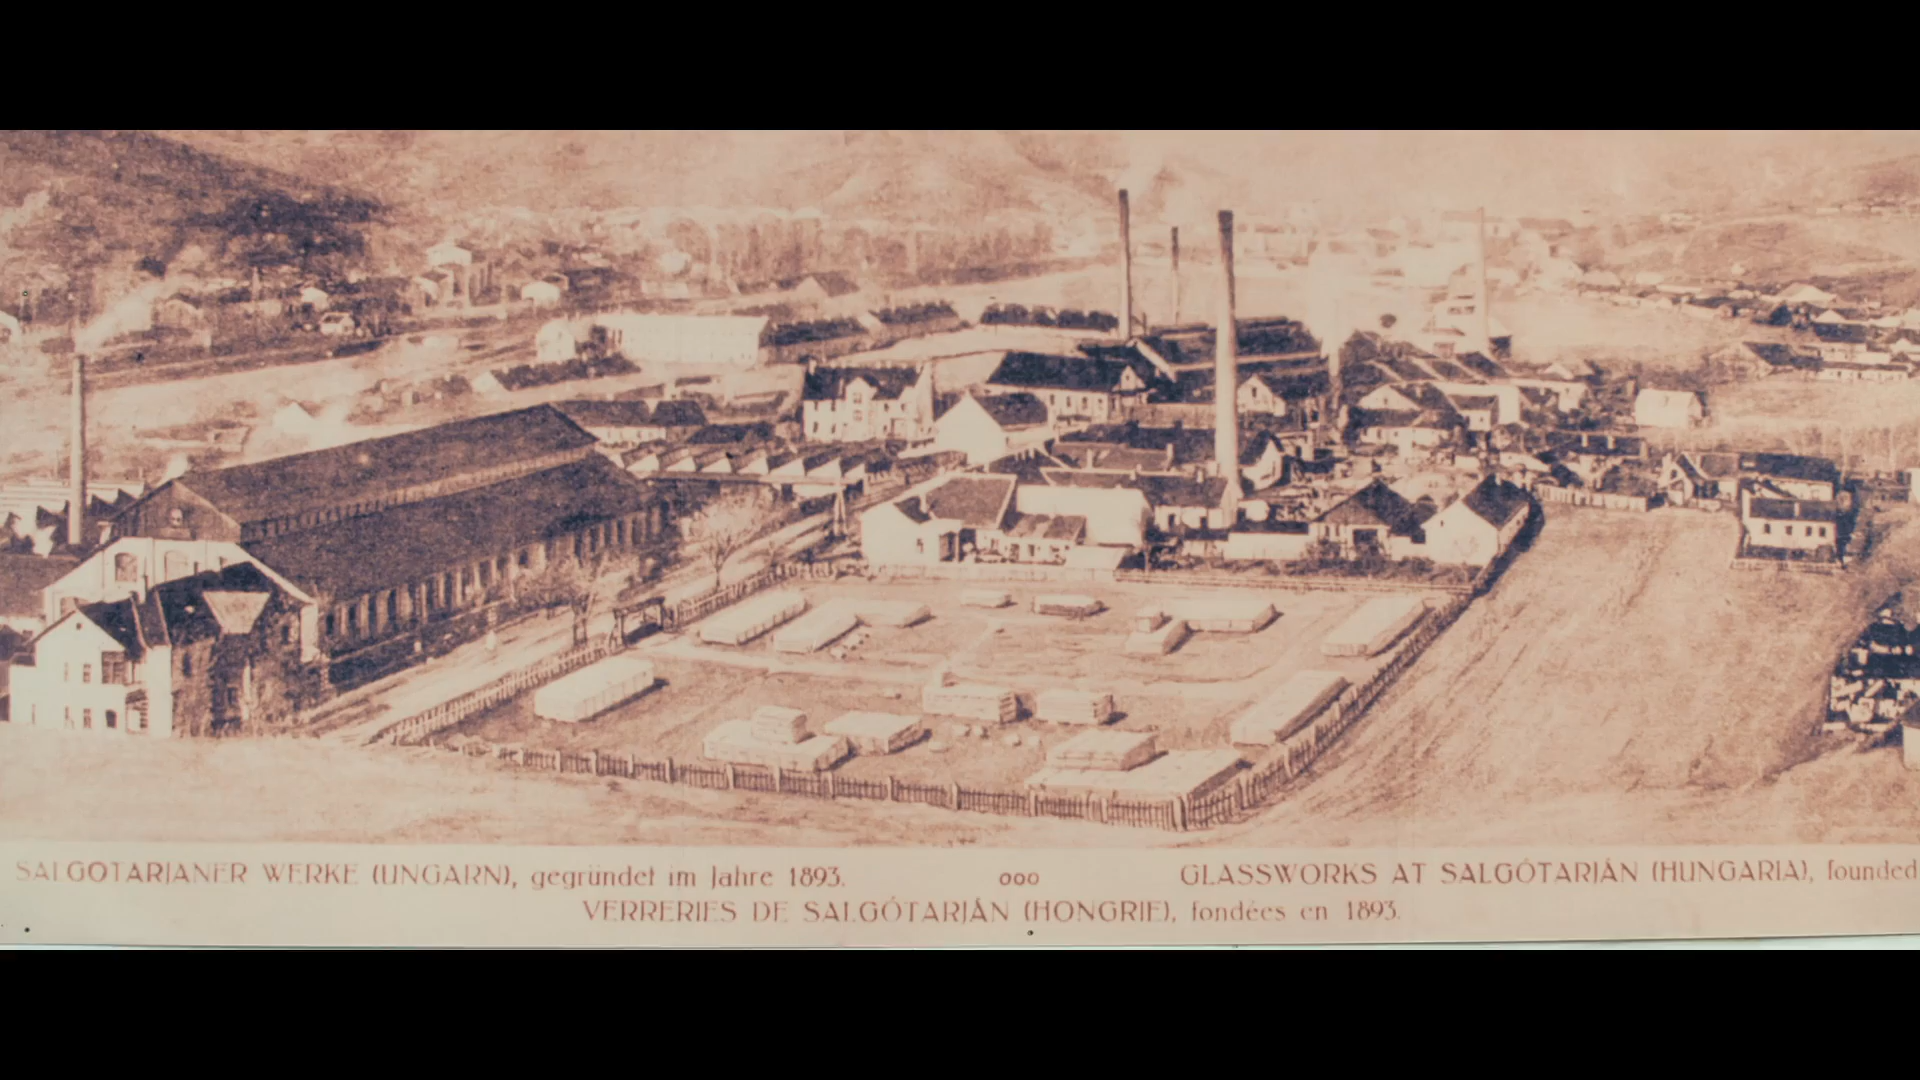 SALGOTARJANER WERKE (UNGARN), gegründet im Jahre 1893. ooo GLASSWORKS AT SALGÓTARJÁN (HUNGARIA), founded
VERRERIES DE SALGÓTARJÁN (HONGRIE), fondées en 1893.